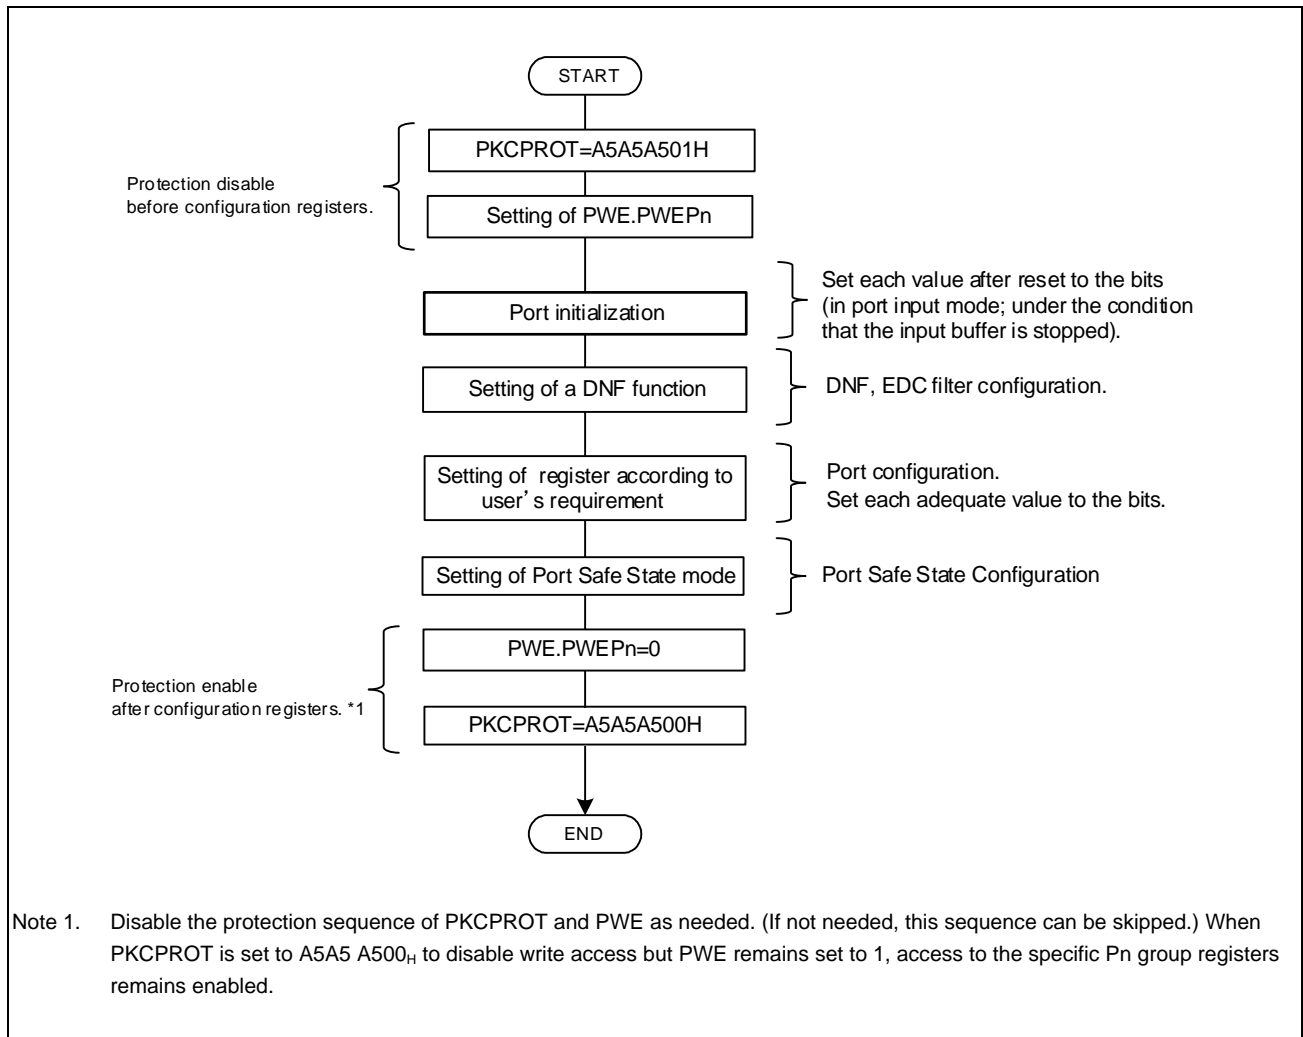 START
PKCPROT=A5A5A501H
Protection disable
before configuration registers.
Setting of PWE.PWEPn
Port initialization
Set each value after reset to the bits
(in port input mode; under the condition
that the input buffer is stopped).
Setting of a DNF function
DNF, EDC filter configuration.
Setting of register according to
user's requirement
Port configuration.
Set each adequate value to the bits.
Setting of Port Safe State mode
Port Safe State Configuration
PWE.PWEPn=0
Protection enable
after configuration registers. *1
PKCPROT=A5A5A500H
END
Note 1. Disable the protection sequence of PKCPROT and PWE as needed. (If not needed, this sequence can be skipped.) When
PKCPROT is set to A5A5 A500H to disable write access but PWE remains set to 1, access to the specific Pn group registers
remains enabled.